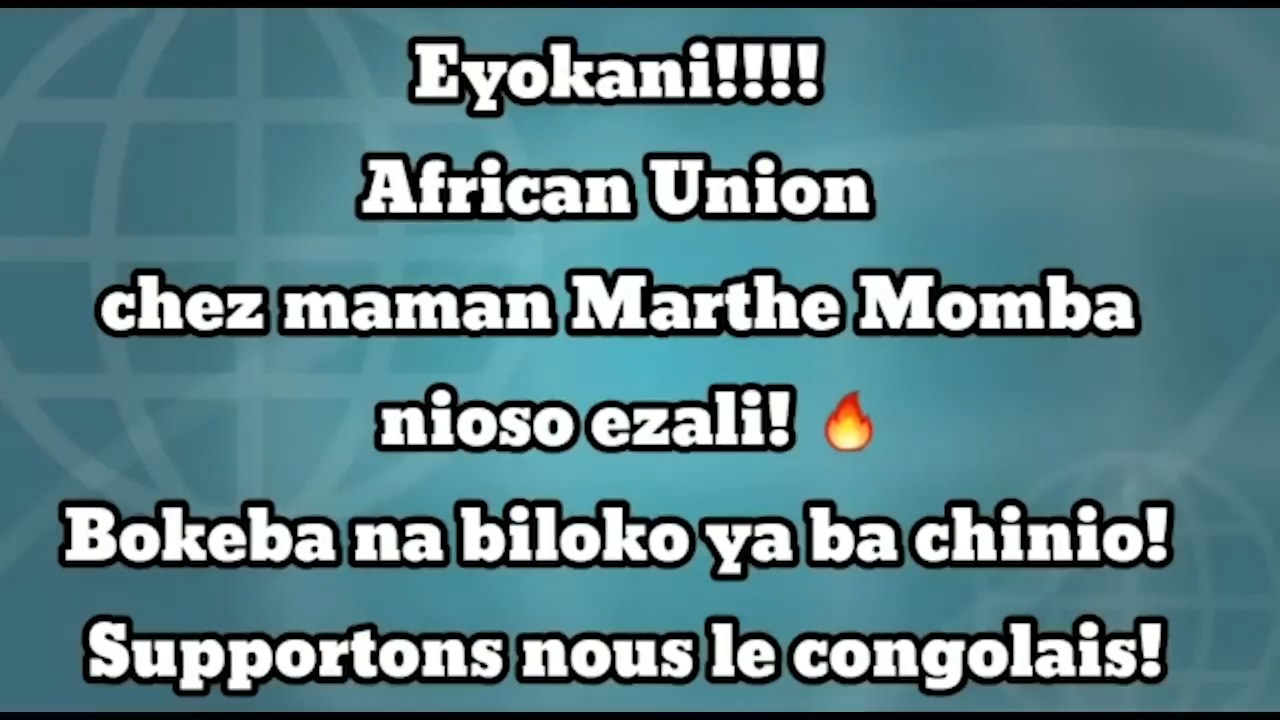 Eyokani!!!!
African Union
chez maman Marthe Momba
nioso ezali! 🔥
Bokeba na biloko ya ba chinio!
Supportons nous le congolais!